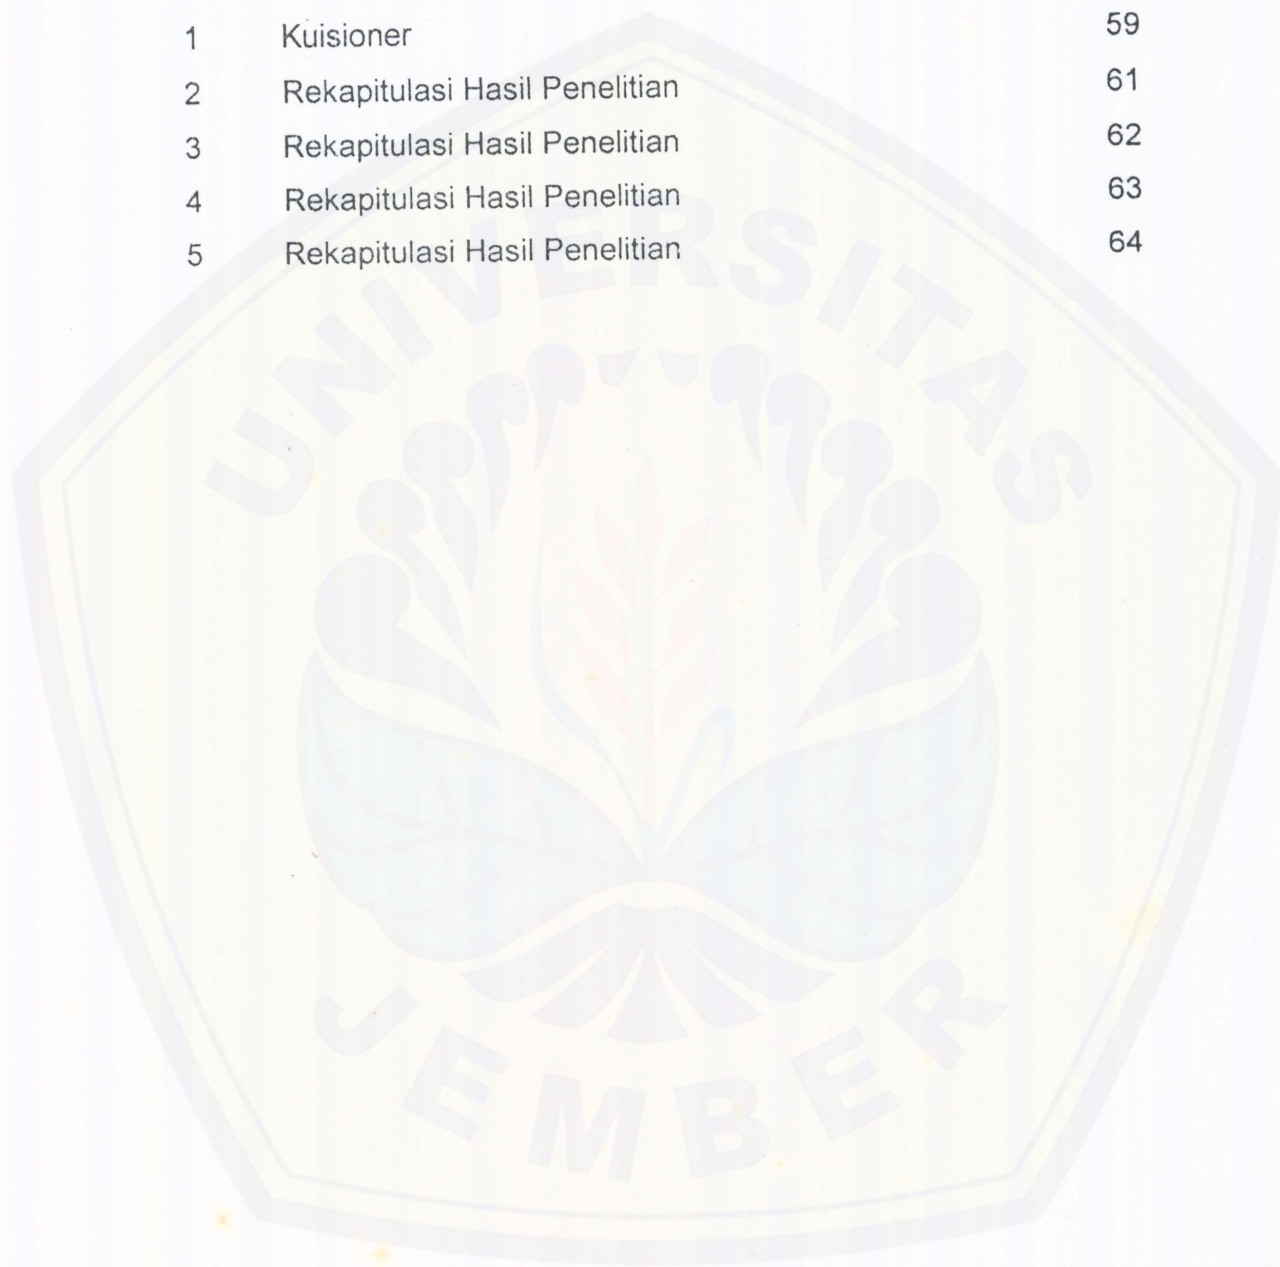 1 Kuisioner 59
2 Rekapitulasi Hasil Penelitian 61
3 Rekapitulasi Hasil Penelitian 62
4 Rekapitulasi Hasil Penelitian 63
5 Rekapitulasi Hasil Penelitian 64
UNIVERSITAS
JEMBER